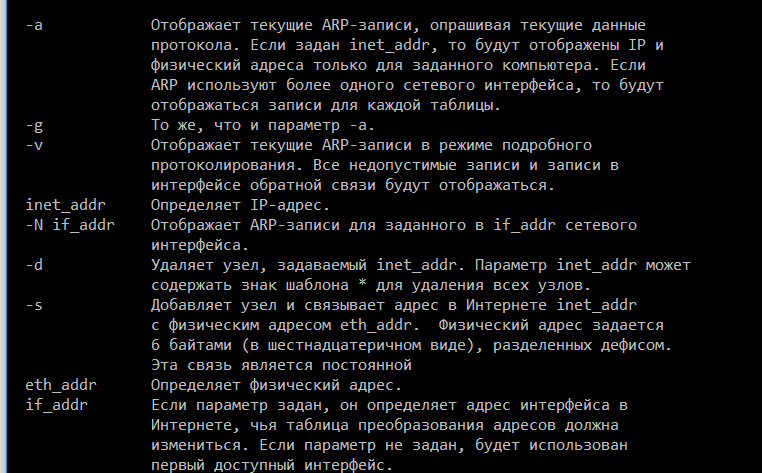 -a Отображает текущие ARP-записи, опрашивая текущие данные
протокола. Если задан inet_addr, то будут отображены IP и
физический адреса только для заданного компьютера. Если
ARP используют более одного сетевого интерфейса, то будут
отображаться записи для каждой таблицы.
-g То же, что и параметр -a.
-v Отображает текущие ARP-записи в режиме подробного
протоколирования. Все недопустимые записи и записи в
интерфейсе обратной связи будут отображаться.
inet_addr Определяет IP-адрес.
-N if_addr Отображает ARP-записи для заданного в if_addr сетевого
интерфейса.
-d Удаляет узел, задаваемый inet_addr. Параметр inet_addr может
содержать знак шаблона * для удаления всех узлов.
-s Добавляет узел и связывает адрес в Интернете inet_addr
с физическим адресом eth_addr. Физический адрес задается
6 байтами (в шестнадцатеричном виде), разделенных дефисом.
Эта связь является постоянной
eth_addr Определяет физический адрес.
if_addr Если параметр задан, он определяет адрес интерфейса в
Интернете, чья таблица преобразования адресов должна
измениться. Если параметр не задан, будет использован
первый доступный интерфейс.